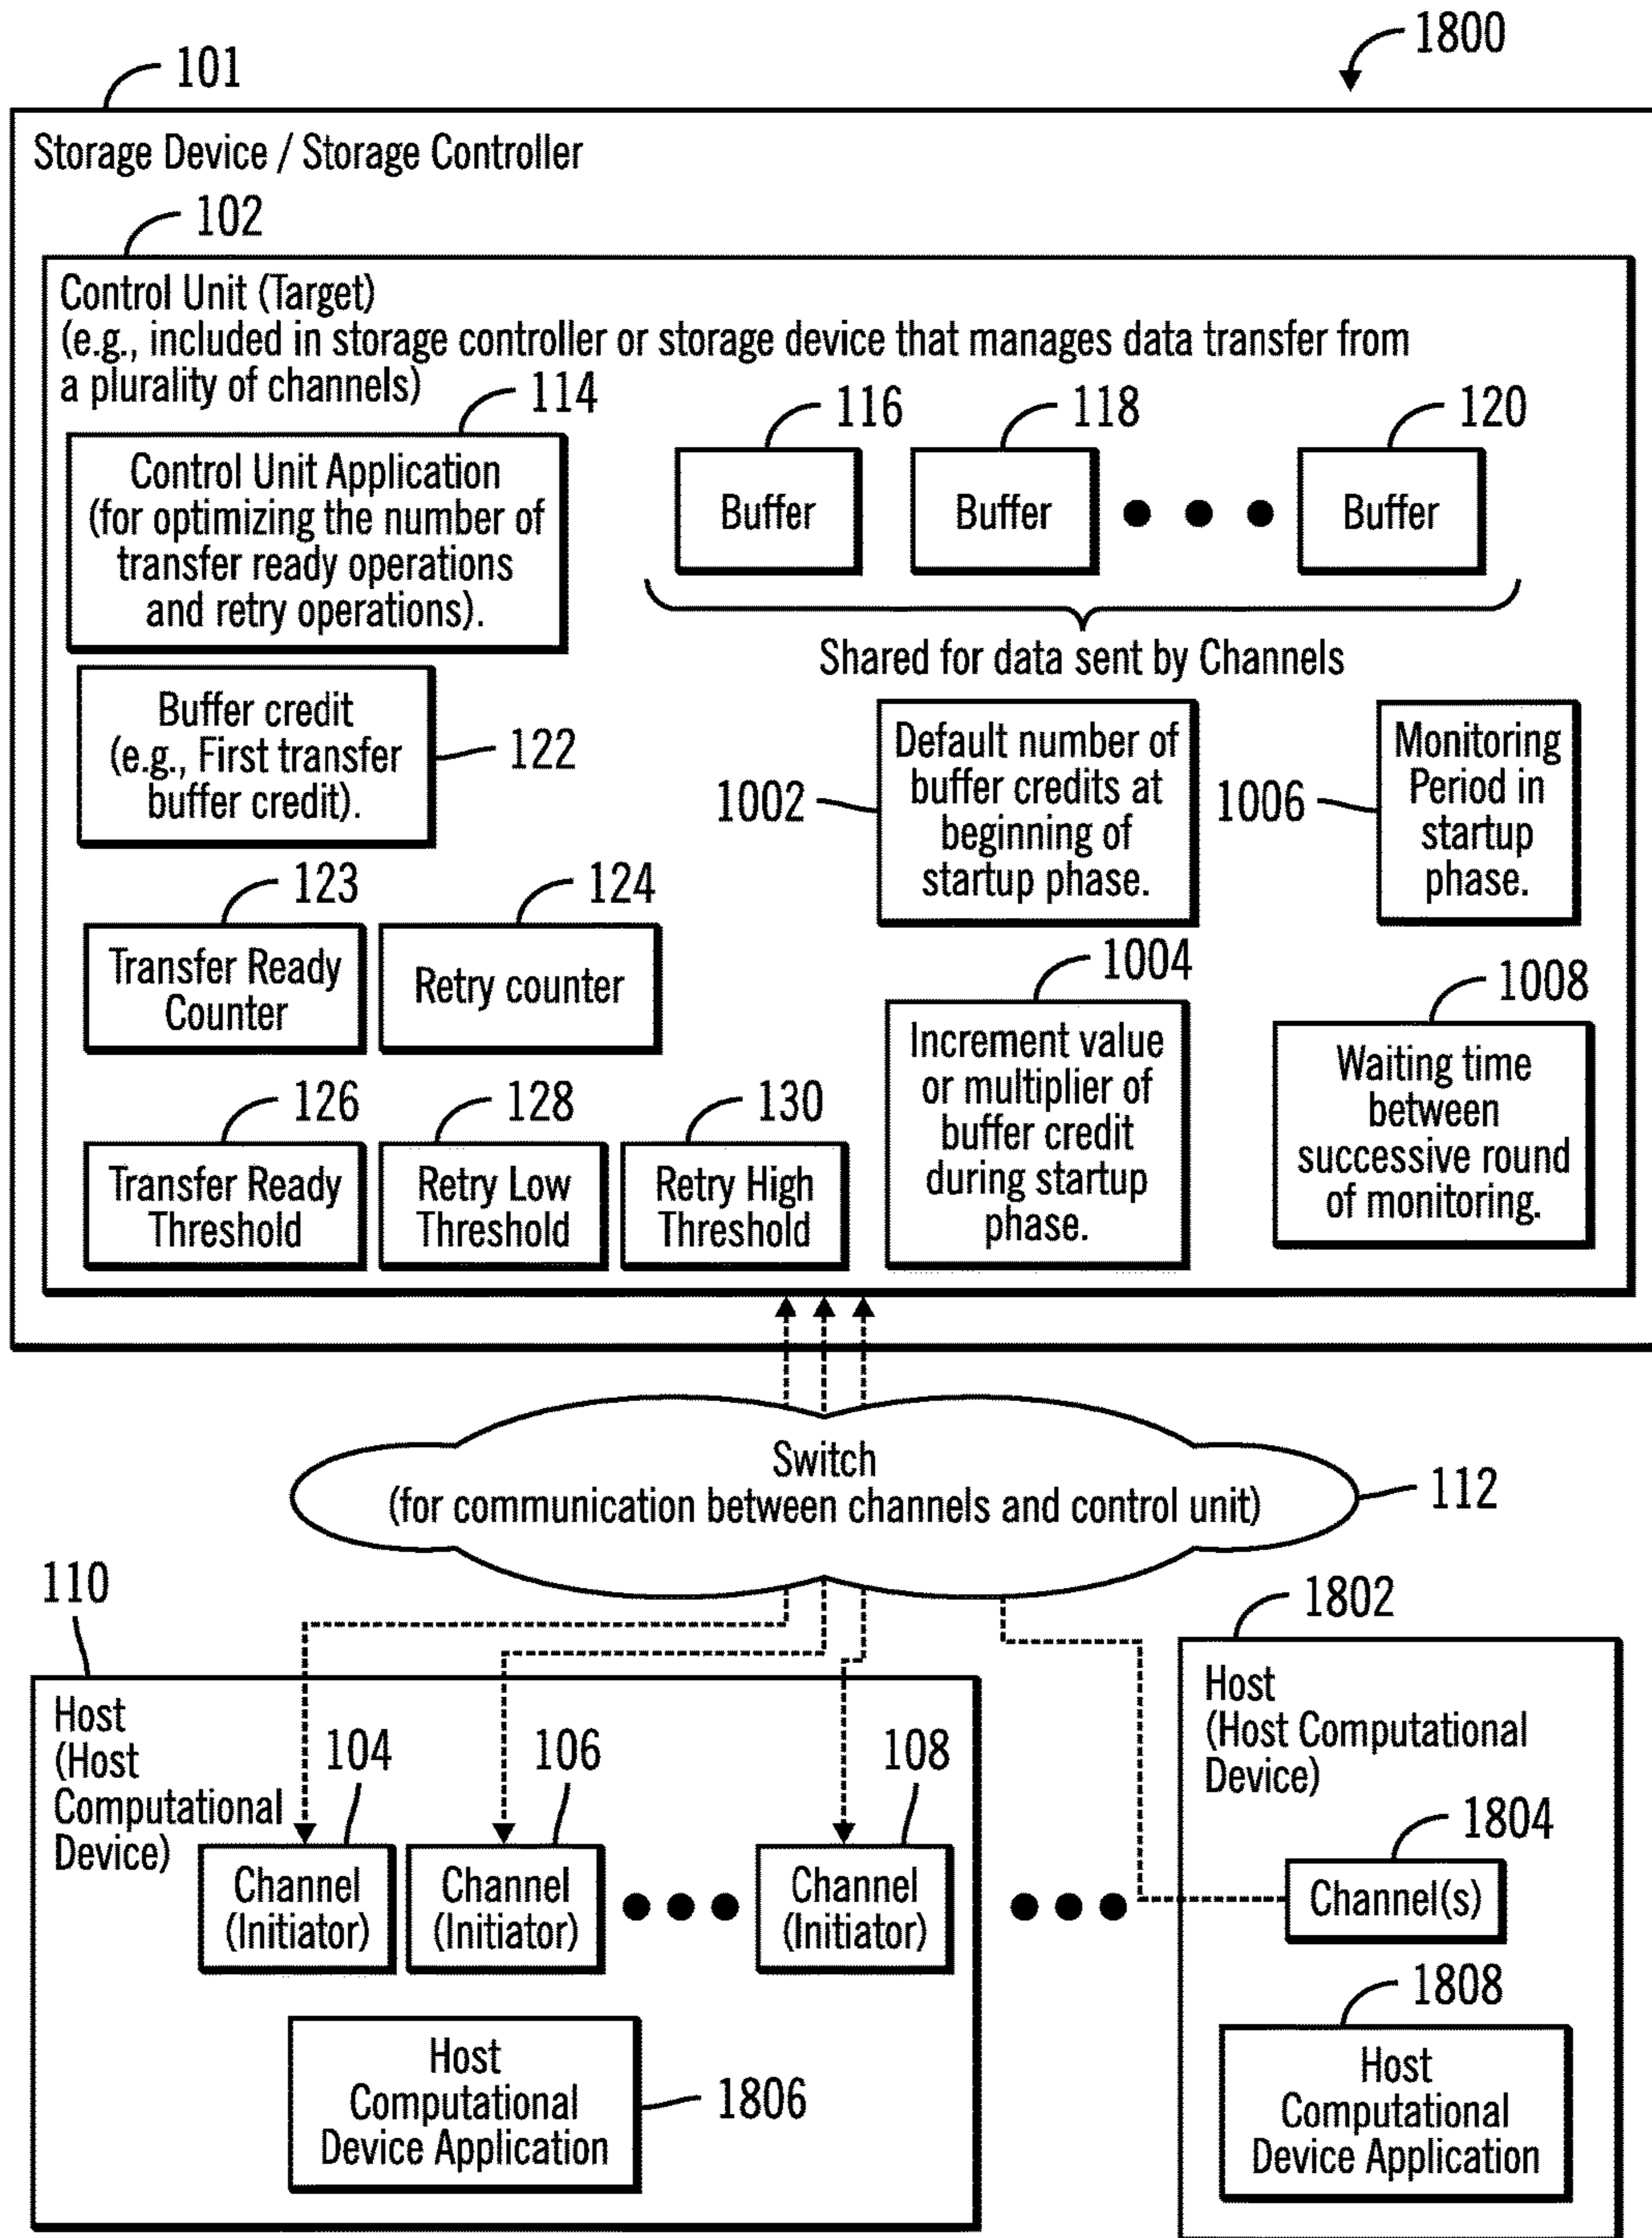 1800
101
Storage Device / Storage Controller
102
Control Unit (Target)
(e.g., included in storage controller or storage device that manages data transfer from
a plurality of channels)
114
116
118
120
Control Unit Application
(for optimizing the number of
transfer ready operations
and retry operations).
Buffer
Buffer
Buffer
Shared for data sent by Channels
Buffer credit
(e.g., First transfer
buffer credit).
122
1002
Default number of
buffer credits at
beginning of
startup phase.
1006
Monitoring
Period in
startup
phase.
123
Transfer Ready
Counter
124
Retry counter
1004
Increment value
or multiplier of
buffer credit
during startup
phase.
1008
Waiting time
between
successive round
of monitoring.
126
Transfer Ready
Threshold
128
Retry Low
Threshold
130
Retry High
Threshold
Switch
(for communication between channels and control unit)
112
110
Host
(Host
Computational
Device)
104
Channel
(Initiator)
106
Channel
(Initiator)
108
Channel
(Initiator)
Host
Computational
Device Application
1806
1802
Host
(Host Computational
Device)
1804
Channel(s)
1808
Host
Computational
Device Application